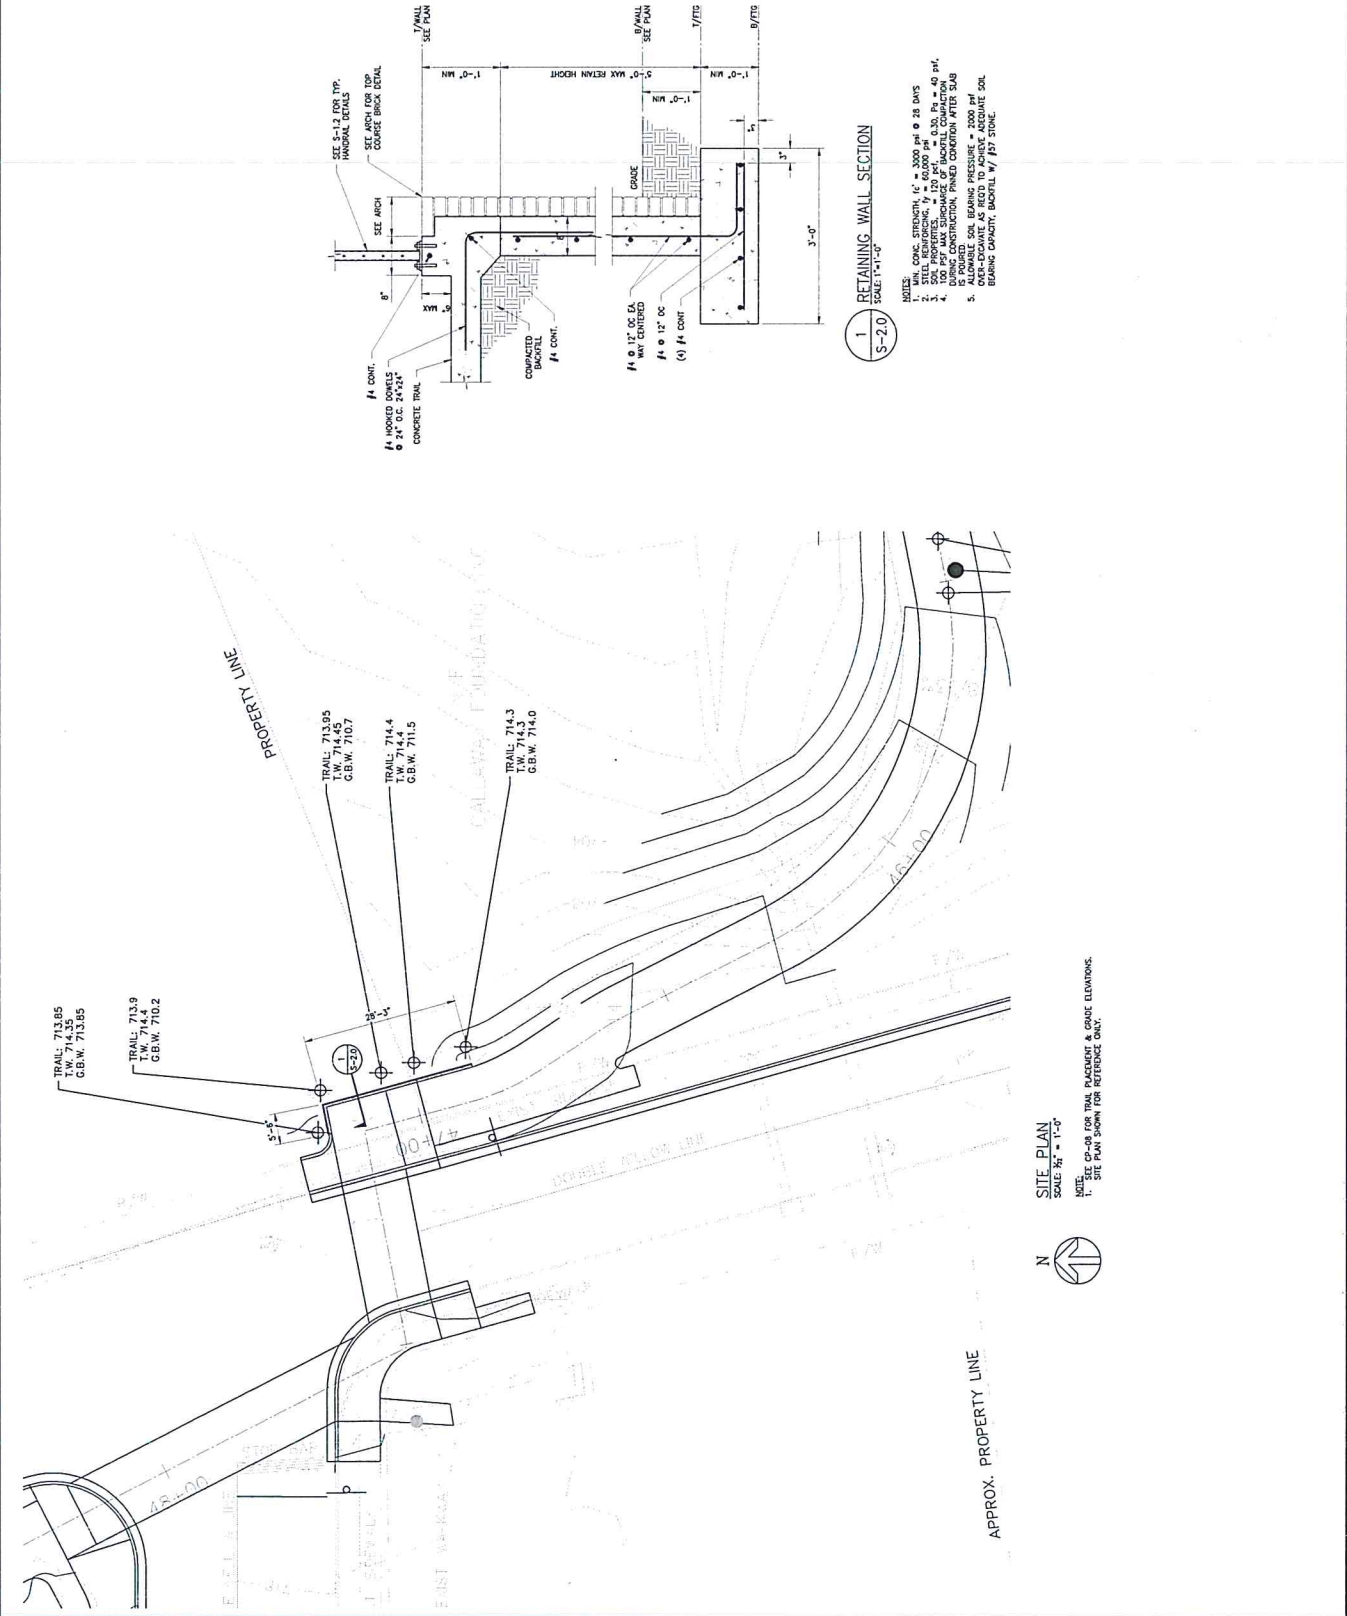 TRAIL: 713.85
T.W. 714.35
G.B.W. 713.85
TRAIL: 713.9
T.W. 714.4
G.B.W. 710.2
TRAIL: 713.95
T.W. 714.45
G.B.W. 710.7
TRAIL: 714.4
T.W. 714.4
G.B.W. 711.5
TRAIL: 714.3
T.W. 714.3
G.B.W. 714.0
PROPERTY LINE
5'-6"
28'-3"
1
S-2.0
46+00
47+00
48+00
DOUBLE YELLOW LINE
APPROX. PROPERTY LINE
N
SITE PLAN
SCALE: 3/32" = 1'-0"
NOTE:
1. SEE CP-08 FOR TRAIL PLACEMENT & GRADE ELEVATIONS.
SITE PLAN SHOWN FOR REFERENCE ONLY.
SEE S-1.2 FOR TYP.
HANDRAIL DETAILS
SEE ARCH FOR TOP
COURSE BRICK DETAIL
SEE ARCH
8"
6" MAX
#4 CONT.
#4 HOOKED DOWELS
@ 24" O.C. 24"x24"
CONCRETE TRAIL
COMPACTED
BACKFILL
#4 CONT.
#4 @ 12" OC EA.
WAY CENTERED
#4 @ 12" OC
(4) #4 CONT
T/WALL
SEE PLAN
1'-0" MIN
5'-0" MAX RETAIN HEIGHT
B/WALL
SEE PLAN
GRADE
1'-0" MIN
T/FTG
1'-0" MIN
B/FTG
3"
3'-0"
1
S-2.0
RETAINING WALL SECTION
SCALE: 1"=1'-0"
NOTES:
1. MIN. CONC. STRENGTH, fc' = 3000 psi @ 28 DAYS
2. STEEL REINFORCING, fy = 60,000 psi
3. SOIL PROPERTIES, = 120 pcf, = 0.30, Pa = 40 psf,
4. 100 PSF MAX SURCHARGE OF BACKFILL COMPACTION
DURING CONSTRUCTION, PINNED CONDITION AFTER SLAB
IS POURED.
5. ALLOWABLE SOIL BEARING PRESSURE = 2000 psf
OVER-EXCAVATE AS REQ'D TO ACHIEVE ADEQUATE SOIL
BEARING CAPACITY, BACKFILL W/ #57 STONE.